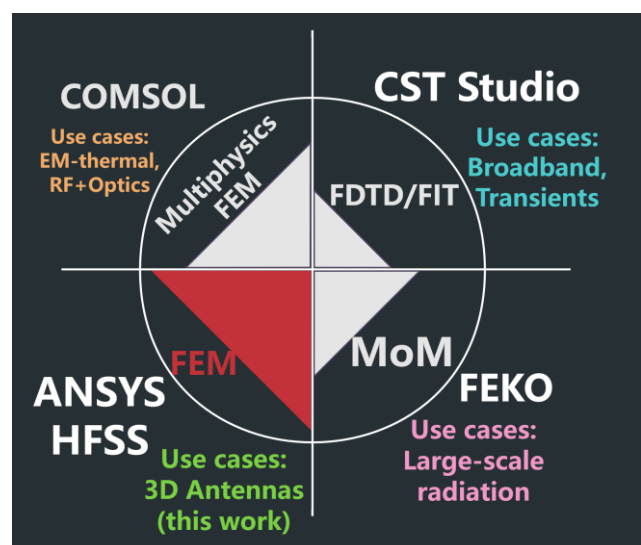 COMSOL
Use cases:
EM-thermal,
RF+Optics
Multiphysics
FEM
CST Studio
Use cases:
Broadband,
Transients
FDTD/FIT
FEM
ANSYS
HFSS
Use cases:
3D Antennas
(this work)
MoM
FEKO
Use cases:
Large-scale
radiation